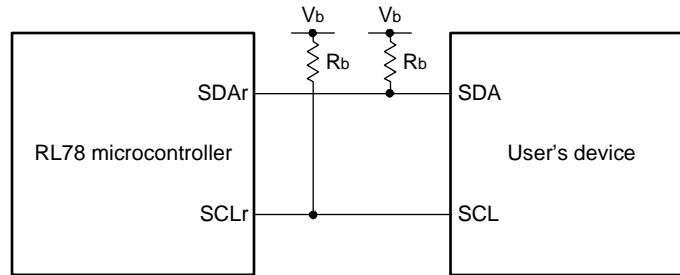 Vb Vb
Rb Rb
SDAr SDA
RL78 microcontroller User's device
SCLr SCL